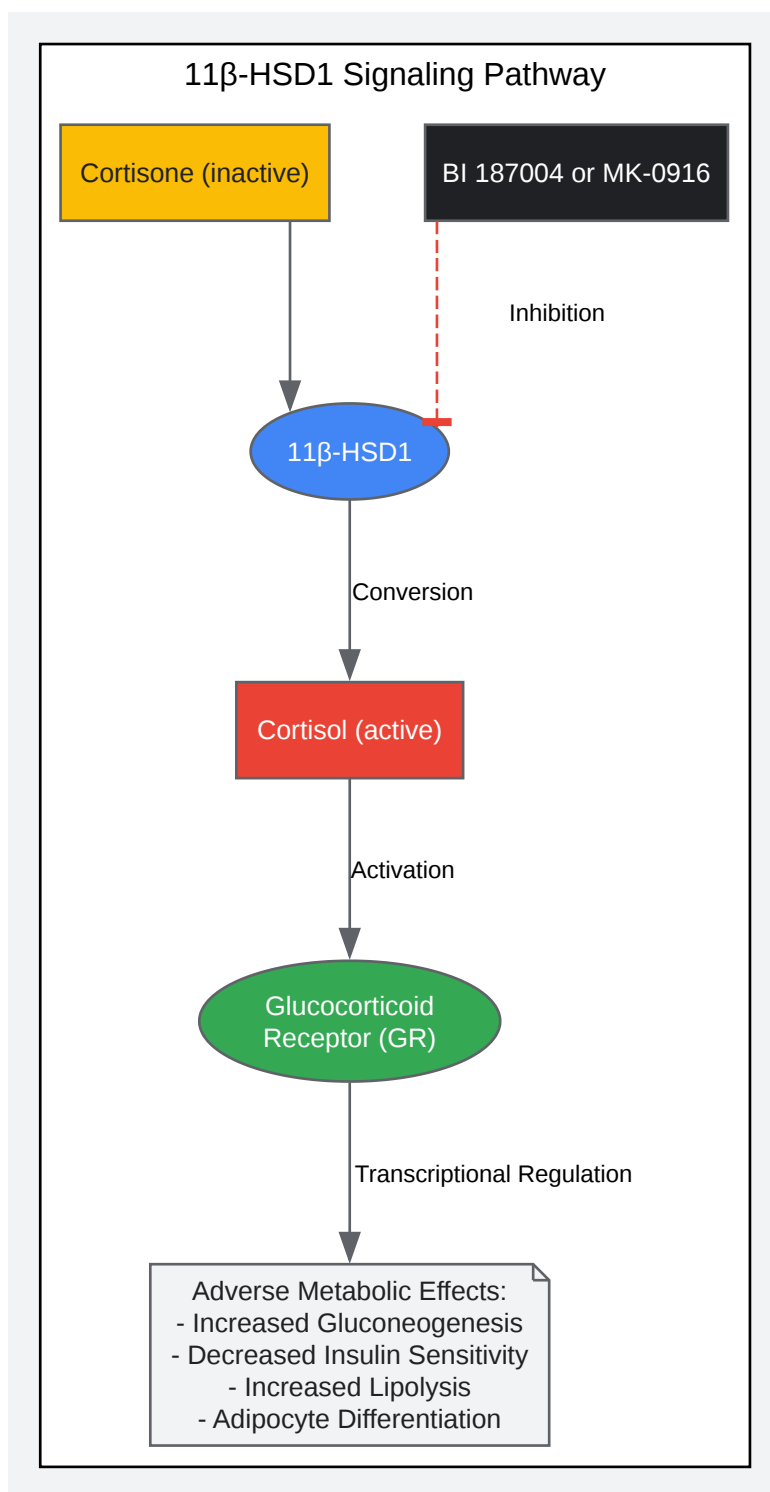 11β-HSD1 Signaling Pathway
Cortisone (inactive)
BI 187004 or MK-0916
Inhibition
11β-HSD1
Conversion
Cortisol (active)
Activation
Glucocorticoid
Receptor (GR)
Transcriptional Regulation
Adverse Metabolic Effects:
- Increased Gluconeogenesis
- Decreased Insulin Sensitivity
- Increased Lipolysis
- Adipocyte Differentiation